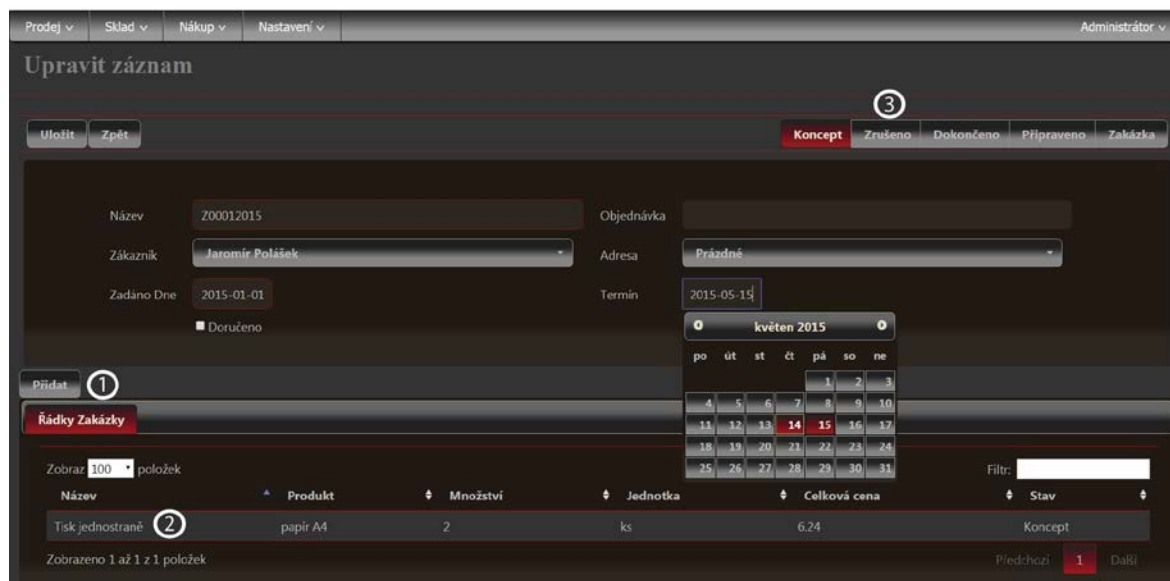 Prodej Sklad Nákup Nastavení Administrátor
Upravit záznam
3
Uložit Zpět Koncept Zrušeno Dokončeno Připraveno Zakázka
Název Z00012015 Objednávka
Zákazník Jaromír Polášek Adresa Prázdné
Zadáno Dne 2015-01-01 Termín 2015-05-15
Doručeno
květen 2015
po út st čt pá so ne
1 2 3
4 5 6 7 8 9 10
11 12 13 14 15 16 17
18 19 20 21 22 23 24
25 26 27 28 29 30 31
Přidat 1
Řádky Zakázky
Zobraz 100 položek Filtr:
Název Produkt Množství Jednotka Celková cena Stav
Tisk jednostraně 2 papír A4 2 ks 6.24 Koncept
Zobrazeno 1 až 1 z 1 položek Předchozí 1 Další